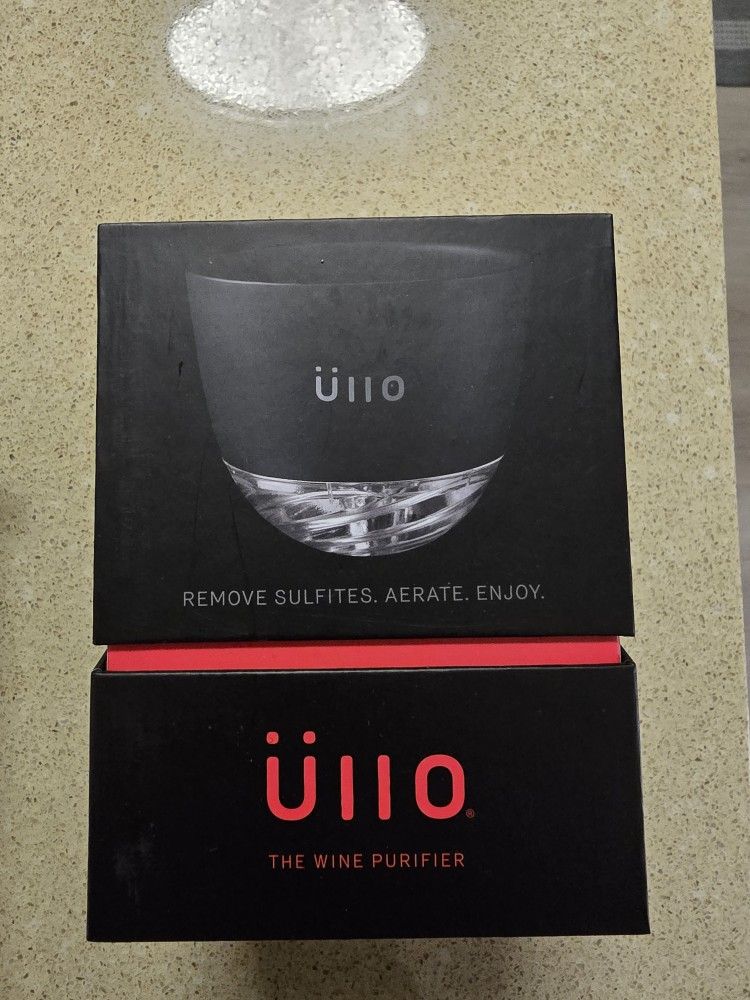 Üllo
REMOVE SULFITES. AERATE. ENJOY.
Üllo®
THE WINE PURIFIER